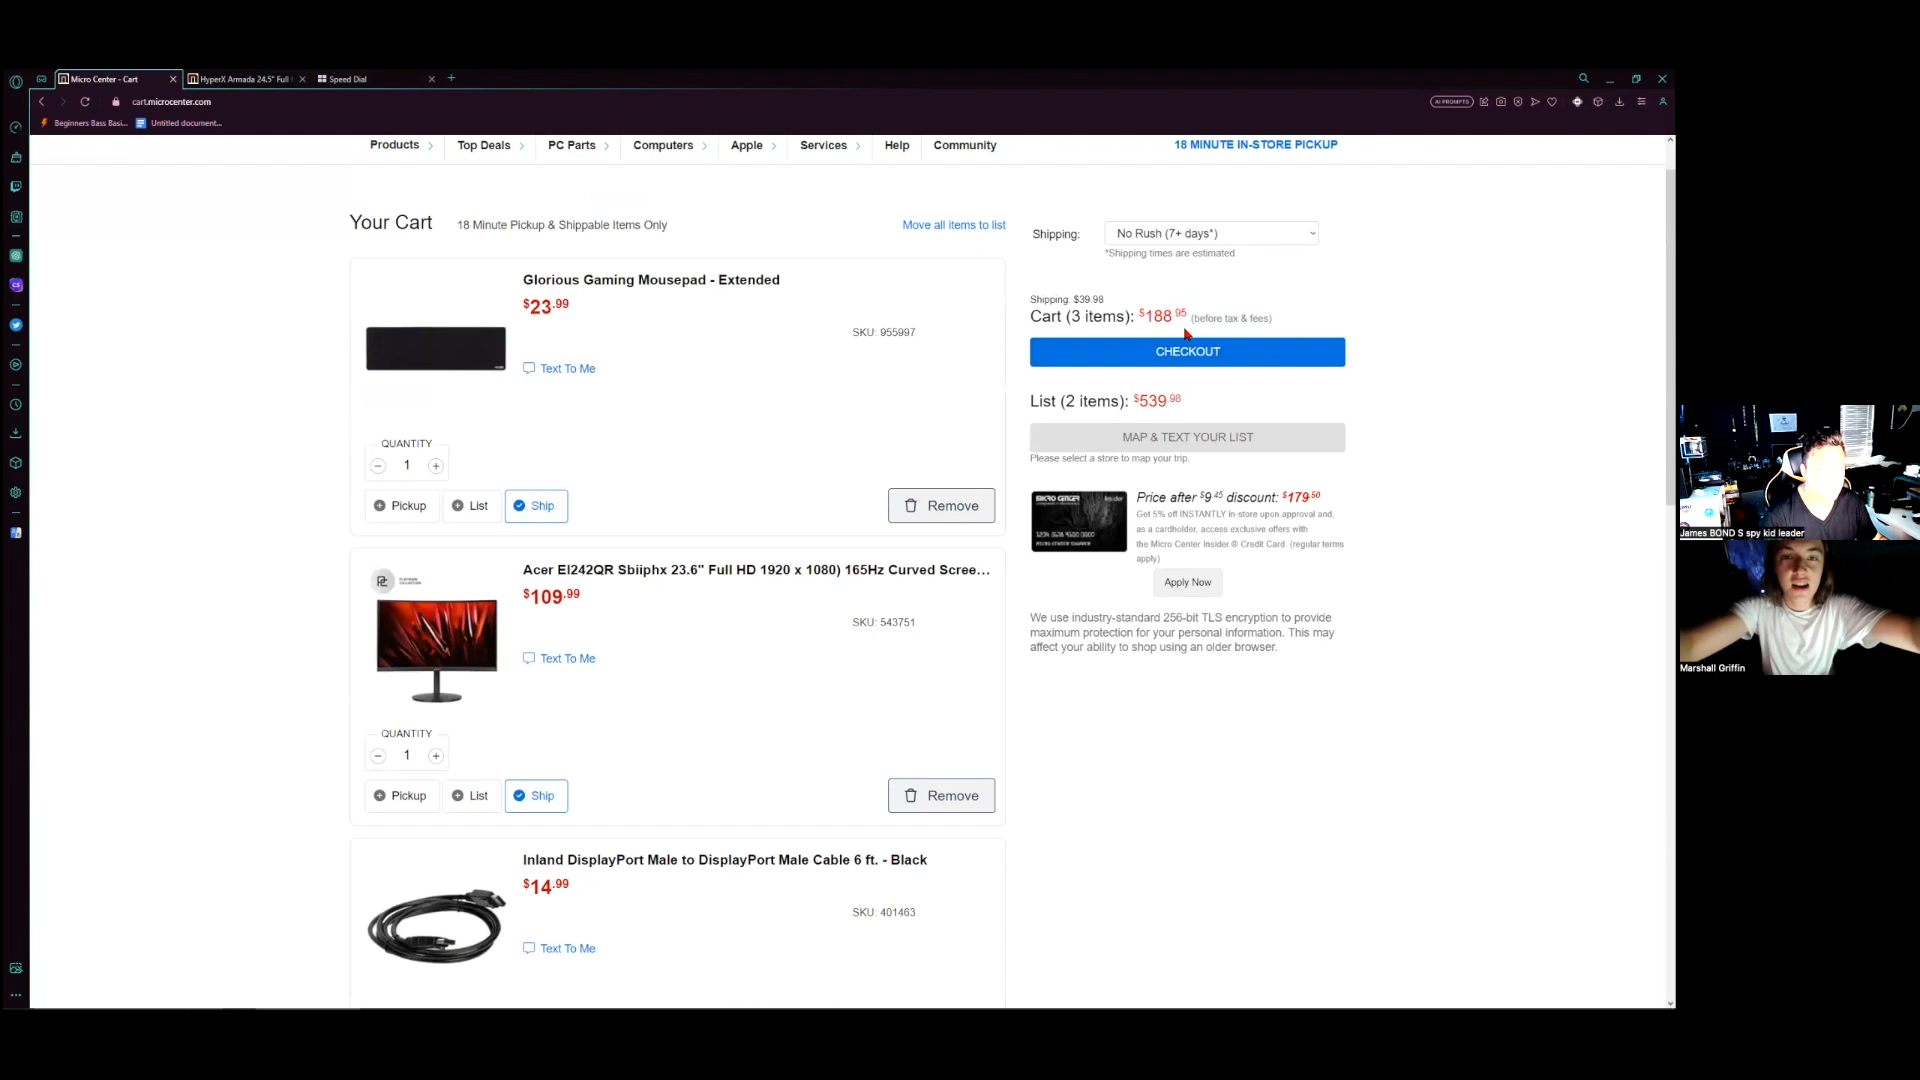 Micro Center - Cart
HyperX Armada 24.5" Full
Speed Dial
cart.microcenter.com
AI PROMPTS
Beginners Bass Basi...
Untitled document...
Products
Top Deals
PC Parts
Computers
Apple
Services
Help
Community
18 MINUTE IN-STORE PICKUP
Your Cart
18 Minute Pickup & Shippable Items Only
Move all items to list
Shipping:
No Rush (7+ days*)
*Shipping times are estimated
Glorious Gaming Mousepad - Extended
$23.99
SKU: 955997
Text To Me
QUANTITY
1
Pickup
List
Ship
Remove
Acer EI242QR Sbiiphx 23.6" Full HD 1920 x 1080) 165Hz Curved Scree...
$109.99
SKU: 543751
Text To Me
QUANTITY
1
Pickup
List
Ship
Remove
Inland DisplayPort Male to DisplayPort Male Cable 6 ft. - Black
$14.99
SKU: 401463
Text To Me
Shipping: $39.98
Cart (3 items): $188.95 (before tax & fees)
CHECKOUT
List (2 items): $539.98
MAP & TEXT YOUR LIST
Please select a store to map your trip.
MICRO CENTER
Insider
Price after $9.45 discount: $179.50
Get 5% off INSTANTLY in-store upon approval and,
as a cardholder, access exclusive offers with
the Micro Center Insider ® Credit Card. (regular terms
apply)
Apply Now
We use industry-standard 256-bit TLS encryption to provide
maximum protection for your personal information. This may
affect your ability to shop using an older browser.
James BOND S spy kid leader
Marshall Griffin